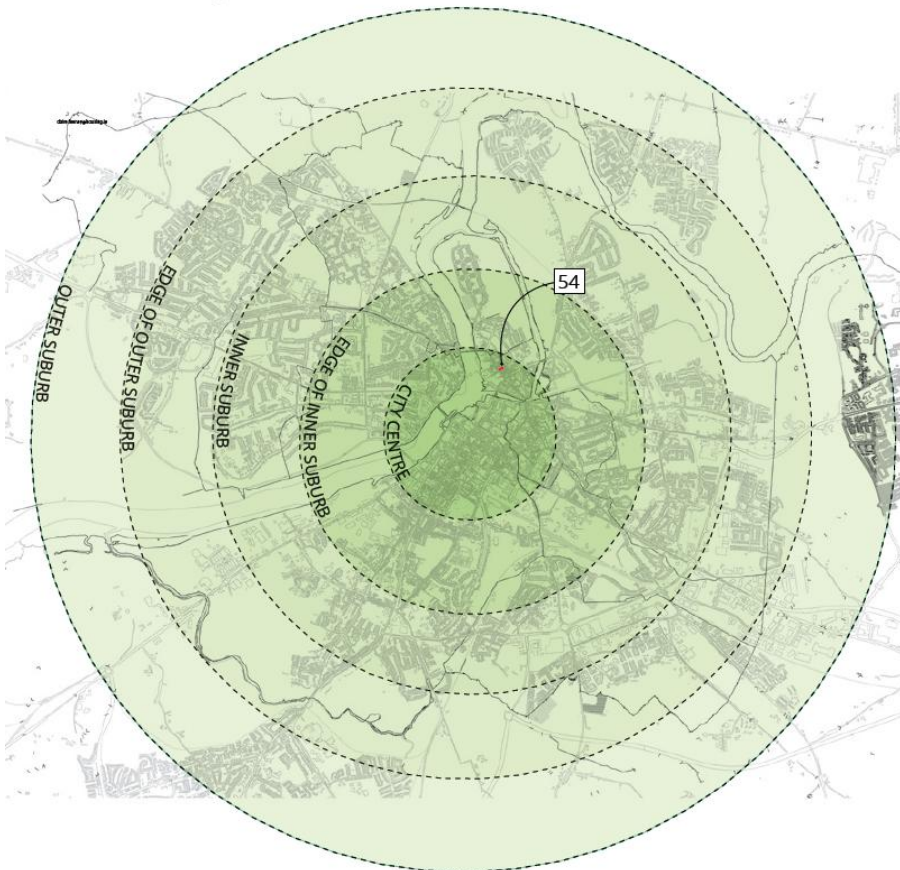 54
OUTER SUBURB
EDGE OF OUTER SUBURB
INNER SUBURB
EDGE OF INNER SUBURB
CITY CENTRE